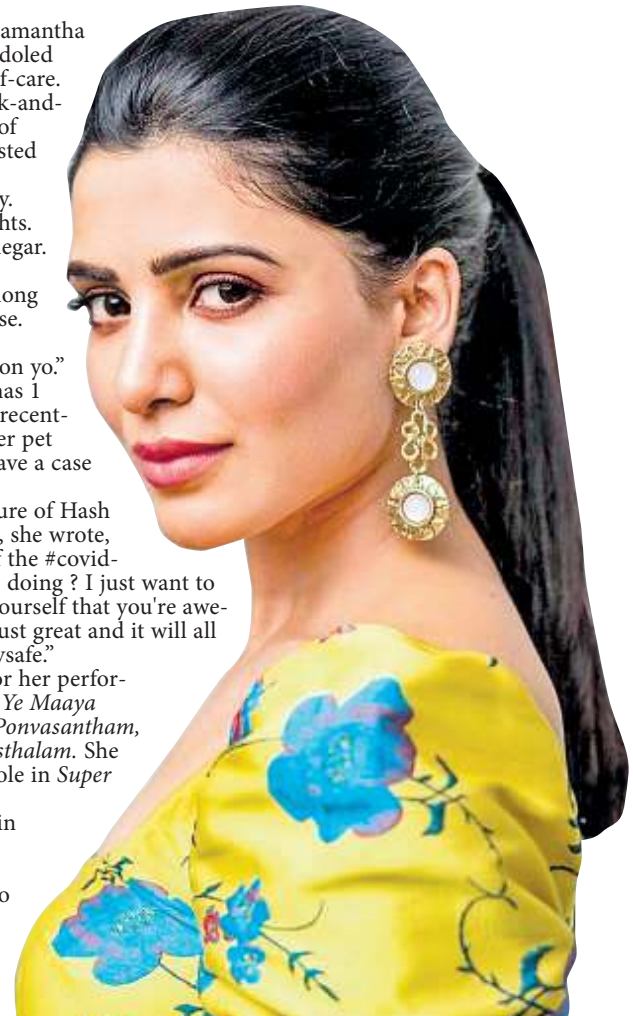 amantha
doled
f-care.
k-and-
of
sted
y.
hts.
egar.
ong
se.
on yo.”
has 1
recent-
er pet
ave a case
ure of Hash
, she wrote,
f the #covid-
doing ? I just want to
ourself that you're awe-
ust great and it will all
ysafe.”
or her perfor-
Ye Maaya
Ponvasantham,
sthalam. She
ole in Super
in
o